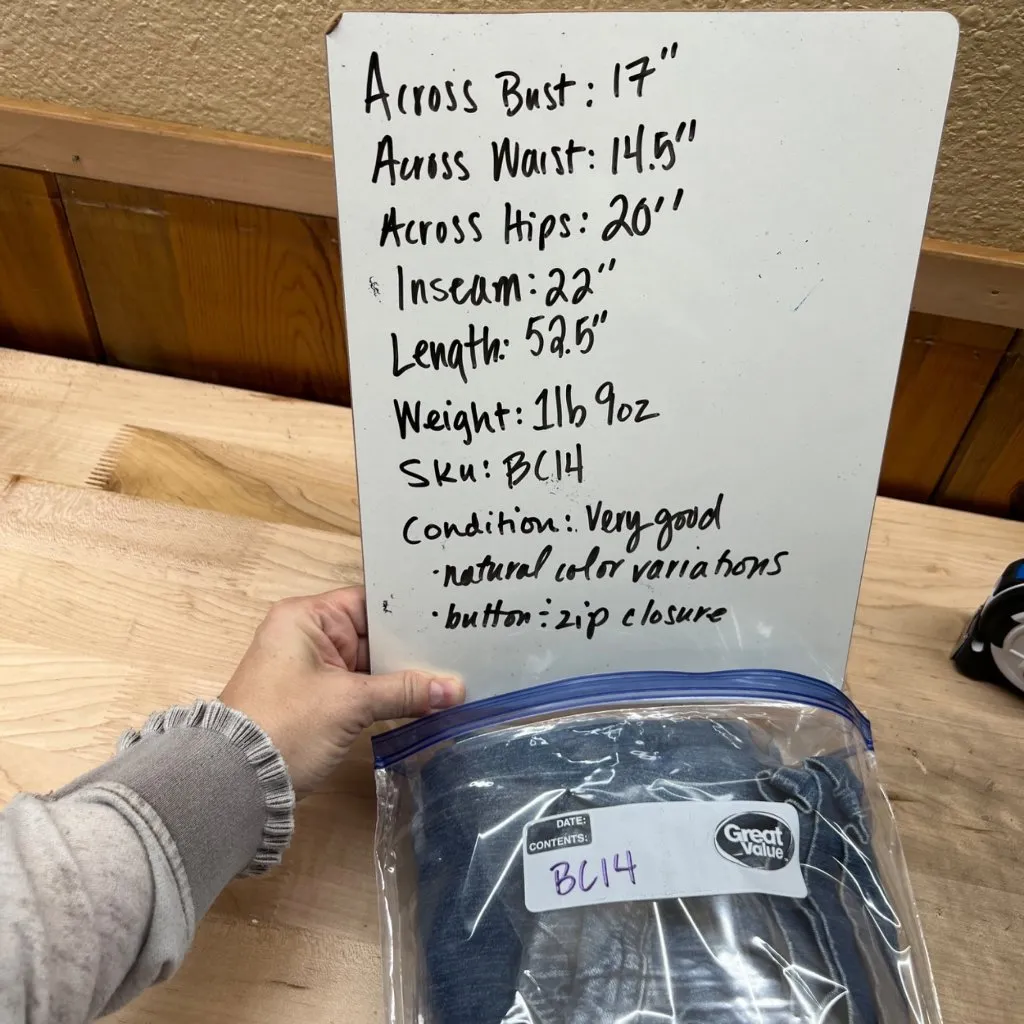 Across Bust: 17"
Across Waist: 14.5"
Across Hips: 20''
Inseam: 22"
Length: 52.5"
Weight: 1lb 9oz
Sku: BC14
Condition: Very good
·natural color variations
·button÷zip closure
DATE:
CONTENTS:
Great
Value
BC14